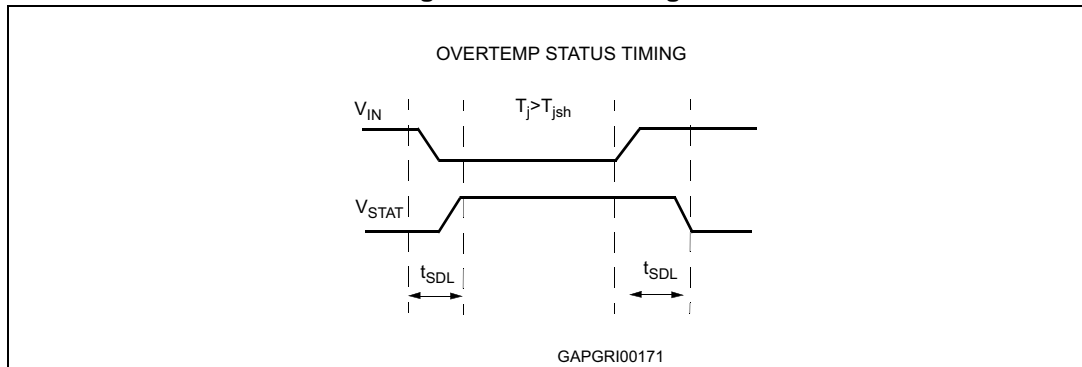 OVERTEMP STATUS TIMING
V_IN
T_j>T_jsh
V_STAT
t_SDL
t_SDL
GAPGRI00171